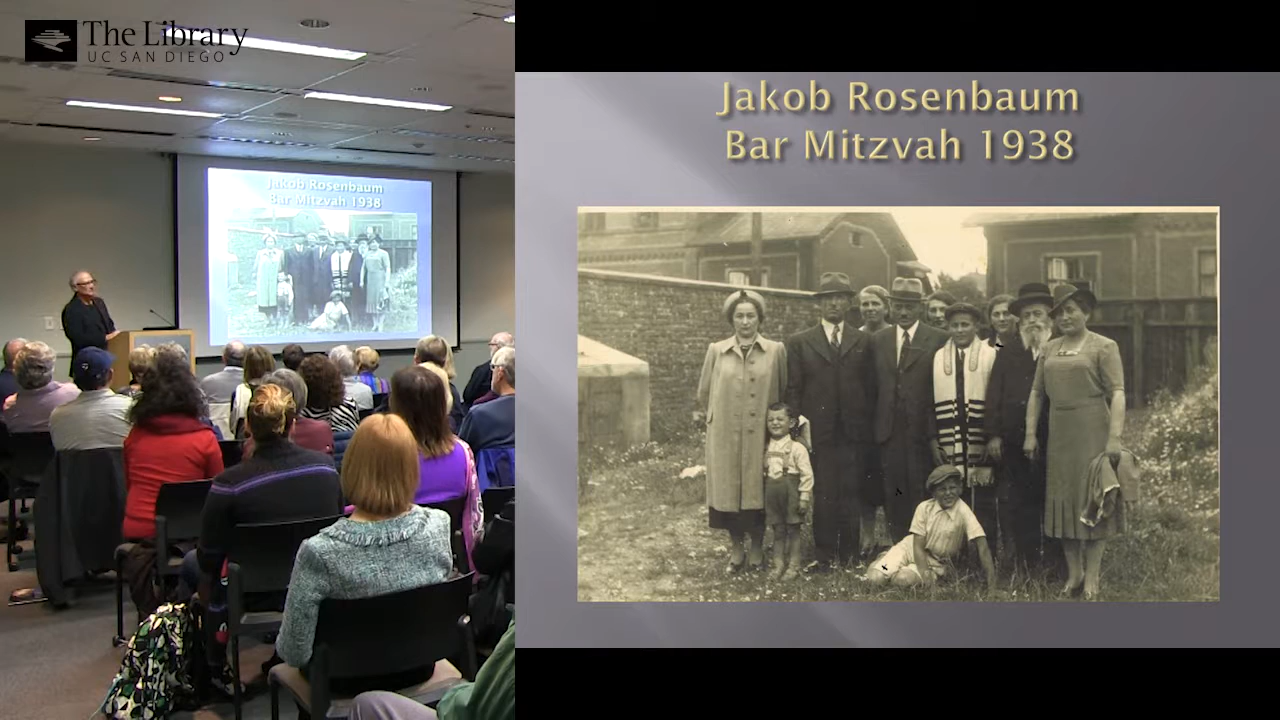 The Library
UC SAN DIEGO
Jakob Rosenbaum
Bar Mitzvah 1938
Jakob Rosenbaum
Bar Mitzvah 1938